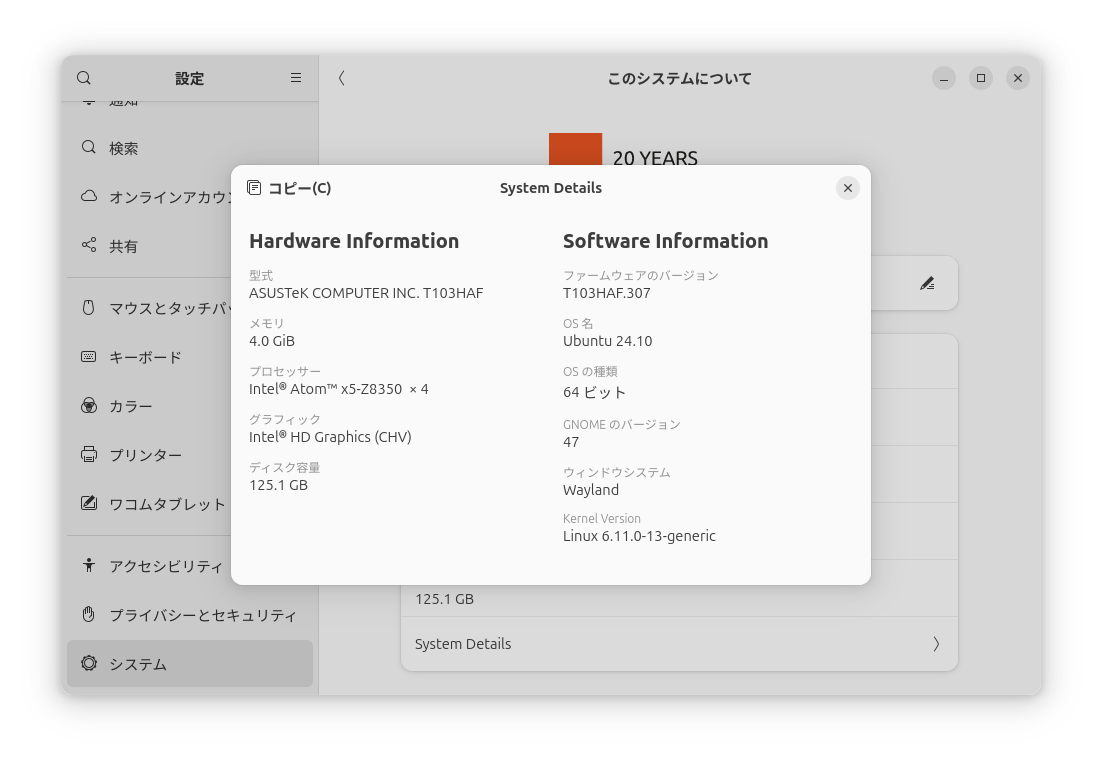 設定
このシステムについて
通知
検索
オンラインアカウン
共有
マウスとタッチパッ
キーボード
カラー
プリンター
ワコムタブレット
アクセシビリティ
プライバシーとセキュリティ
システム
20 YEARS
コピー(C)
System Details
Hardware Information
型式
ASUSTeK COMPUTER INC. T103HAF
メモリ
4.0 GiB
プロセッサー
Intel® Atom™ x5-Z8350 × 4
グラフィック
Intel® HD Graphics (CHV)
ディスク容量
125.1 GB
Software Information
ファームウェアのバージョン
T103HAF.307
OS 名
Ubuntu 24.10
OS の種類
64 ビット
GNOME のバージョン
47
ウィンドウシステム
Wayland
Kernel Version
Linux 6.11.0-13-generic
125.1 GB
System Details